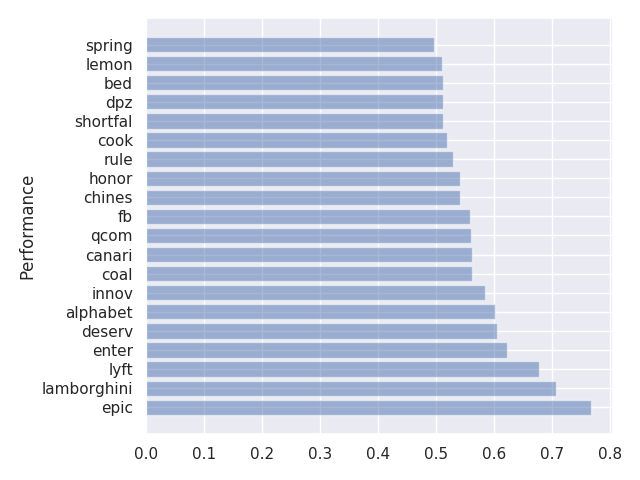 spring
lemon
bed
dpz
shortfal
cook
rule
honor
chines
fb
qcom
canari
coal
innov
alphabet
deserv
enter
lyft
lamborghini
epic
Performance
0.0 0.1 0.2 0.3 0.4 0.5 0.6 0.7 0.8